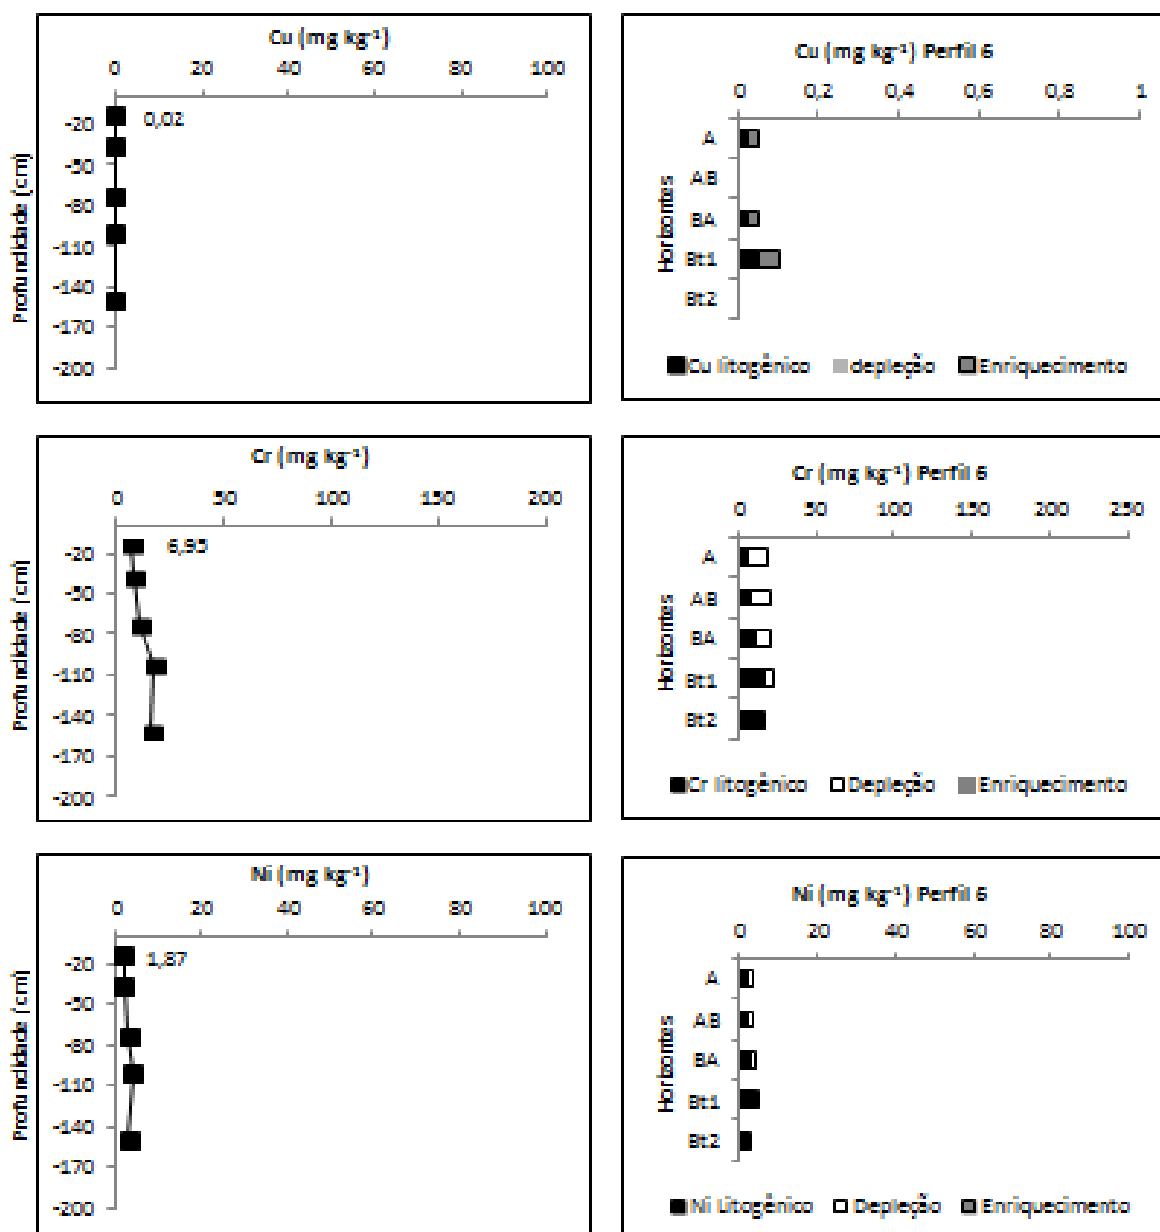 Cu (mg kg⁻¹)
0 20 40 60 80 100
0,02
Profundidade (cm)
-20
-50
-80
-110
-140
-170
-200
Cu (mg kg⁻¹) Perfil 6
0 0,2 0,4 0,6 0,8 1
Horizontes
A
AB
BA
Bt1
Bt2
Cu litogênico depleção Enriquecimento
Cr (mg kg⁻¹)
0 50 100 150 200
6,95
Profundidade (cm)
-20
-50
-80
-110
-140
-170
-200
Cr (mg kg⁻¹) Perfil 6
0 50 100 150 200 250
Horizontes
A
AB
BA
Bt1
Bt2
Cr litogênico Depleção Enriquecimento
Ni (mg kg⁻¹)
0 20 40 60 80 100
1,87
Profundidade (cm)
-20
-50
-80
-110
-140
-170
-200
Ni (mg kg⁻¹) Perfil 6
0 20 40 60 80 100
Horizontes
A
AB
BA
Bt1
Bt2
Ni Litogênico Depleção Enriquecimento